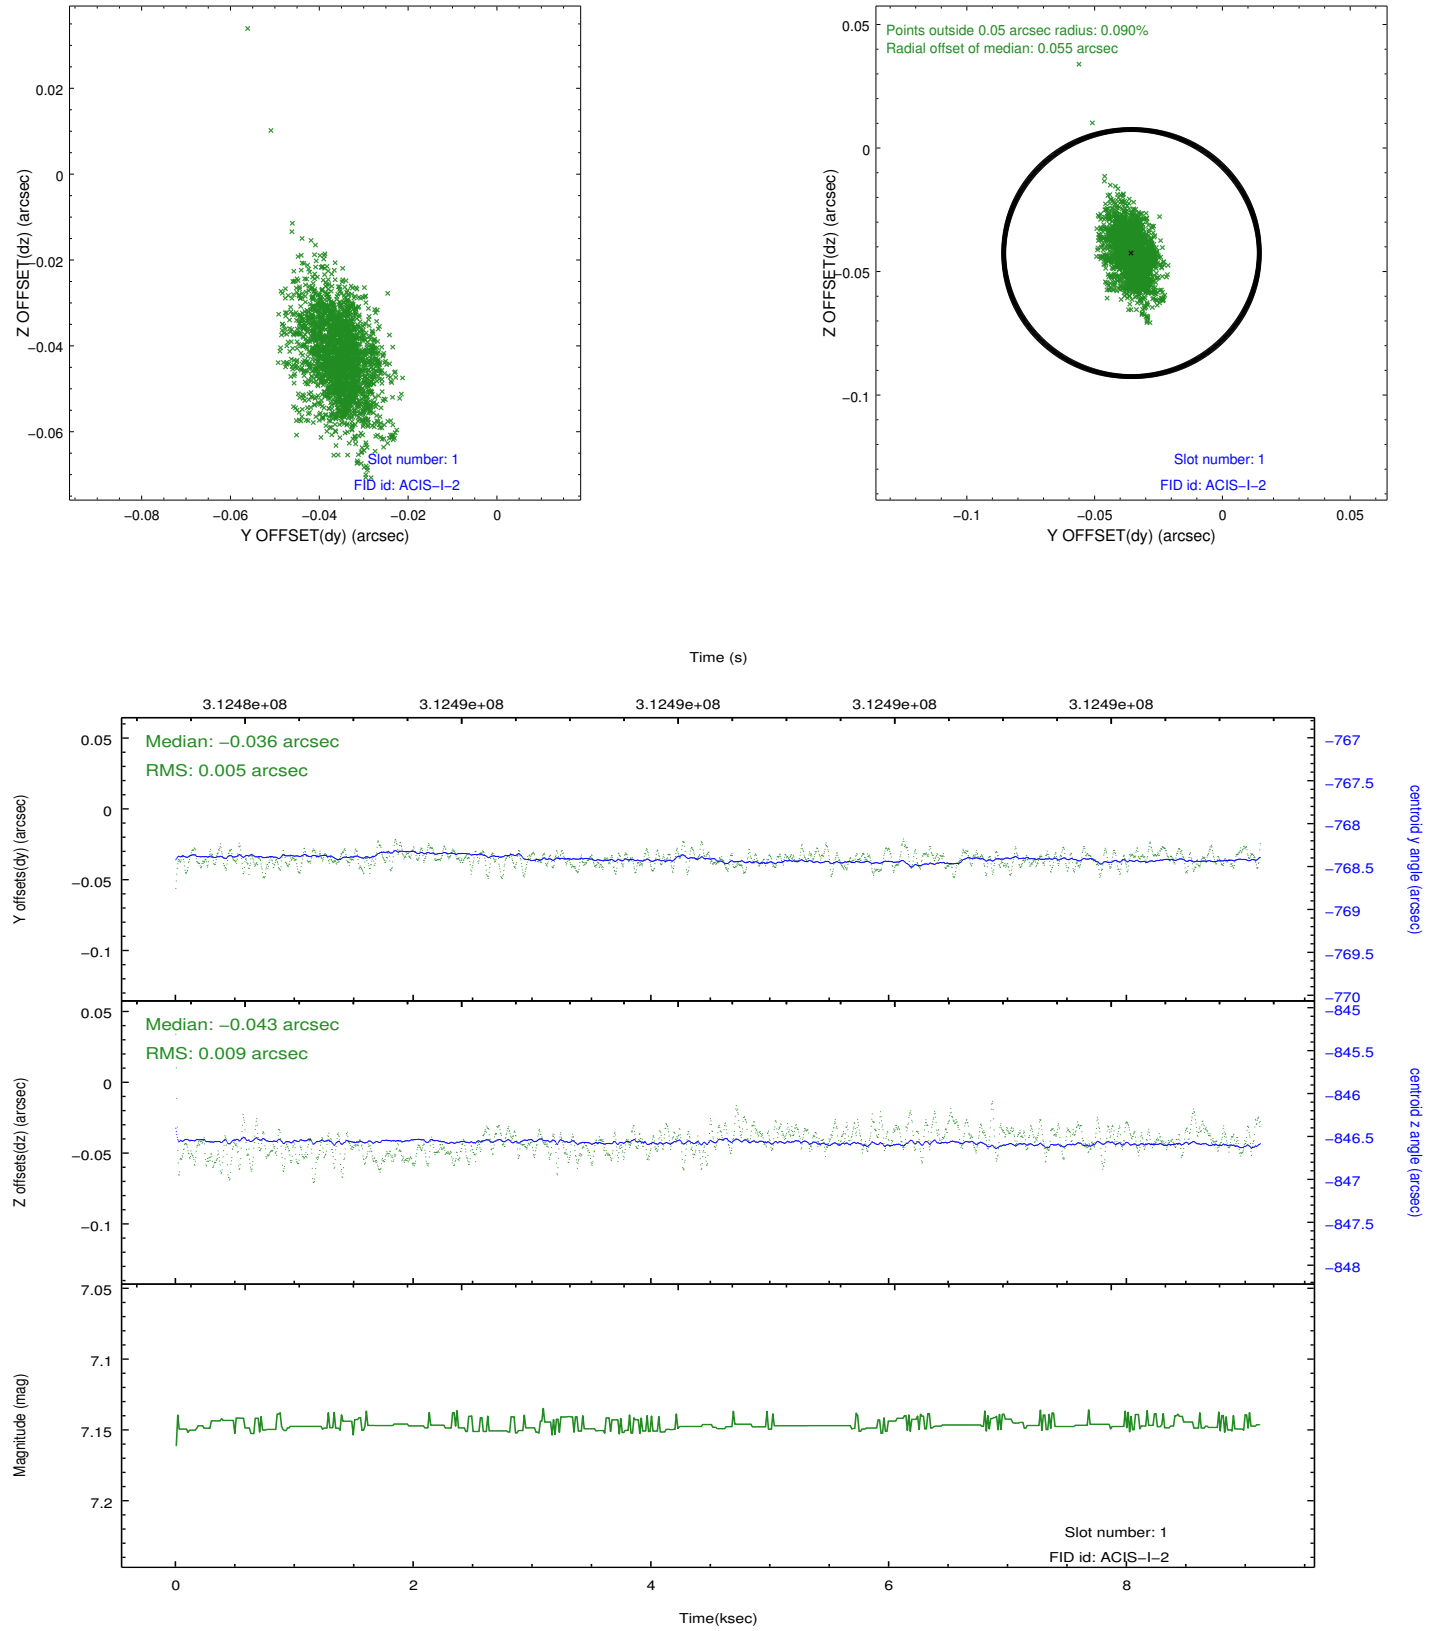 0.02
0
−0.02
−0.04
−0.06
Z OFFSET(dz) (arcsec)
Slot number: 1
FID id: ACIS−I−2
−0.08
−0.06
−0.04
−0.02
0
Y OFFSET(dy) (arcsec)
0.05
0
−0.05
−0.1
Z OFFSET(dz) (arcsec)
Points outside 0.05 arcsec radius: 0.090%
Radial offset of median: 0.055 arcsec
Slot number: 1
FID id: ACIS−I−2
−0.1
−0.05
0
0.05
Y OFFSET(dy) (arcsec)
Time (s)
3.1248e+08
3.1249e+08
3.1249e+08
3.1249e+08
3.1249e+08
Y offsets(dy) (arcsec)
0.05
0
−0.05
−0.1
Median: −0.036 arcsec
RMS: 0.005 arcsec
−767
−767.5
−768
−768.5
−769
−769.5
−770
centroid y angle (arcsec)
Z offsets(dz) (arcsec)
0.05
0
−0.05
−0.1
Median: −0.043 arcsec
RMS: 0.009 arcsec
−845
−845.5
−846
−846.5
−847
−847.5
−848
centroid z angle (arcsec)
Magnitude (mag)
7.05
7.1
7.15
7.2
Slot number: 1
FID id: ACIS−I−2
0
2
4
6
8
Time(ksec)